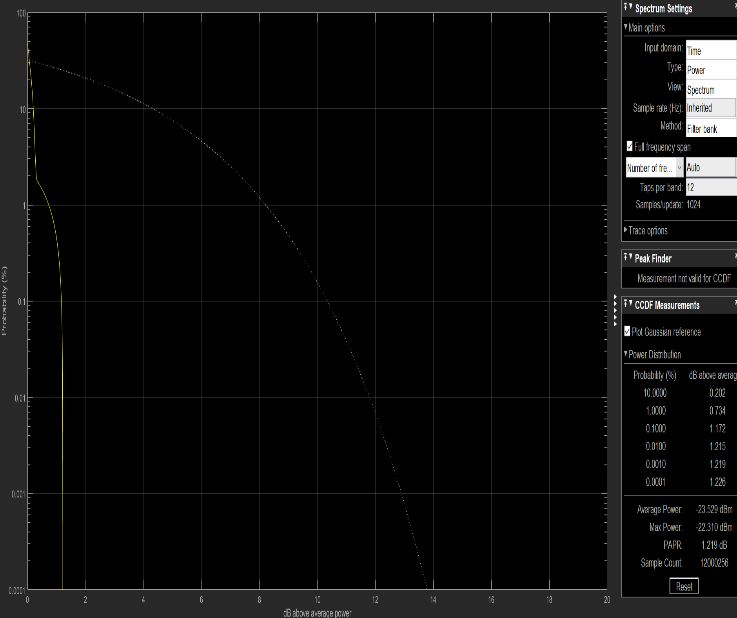 100
10
1
0.1
0.01
0.001
0.0001
Probability (%)
0 2 4 6 8 10 12 14 16 18 20
dB above average power
Spectrum Settings
Main options
Input domain: Time
Type: Power
View: Spectrum
Sample rate (Hz): Inherited
Method: Filter bank
Full frequency span
Number of fre... Auto
Taps per band: 12
Samples/update: 1024
Trace options
Peak Finder
Measurement not valid for CCDF
CCDF Measurements
Plot Gaussian reference
Power Distribution
Probability (%) dB above averag
10.0000 0.202
1.0000 0.734
0.1000 1.172
0.0100 1.215
0.0010 1.219
0.0001 1.226
Average Power: -23.529 dBm
Max Power: -22.310 dBm
PAPR: 1.219 dB
Sample Count: 12000256
Reset